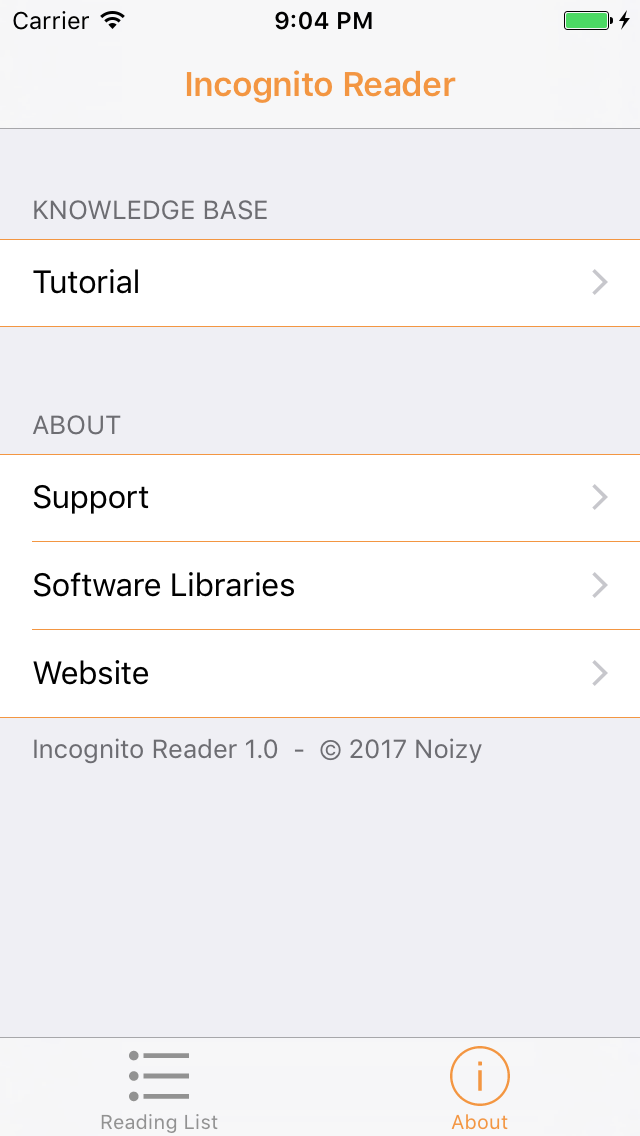 Carrier 9:04 PM
Incognito Reader
KNOWLEDGE BASE
Tutorial
ABOUT
Support
Software Libraries
Website
Incognito Reader 1.0 - © 2017 Noizy
Reading List
About